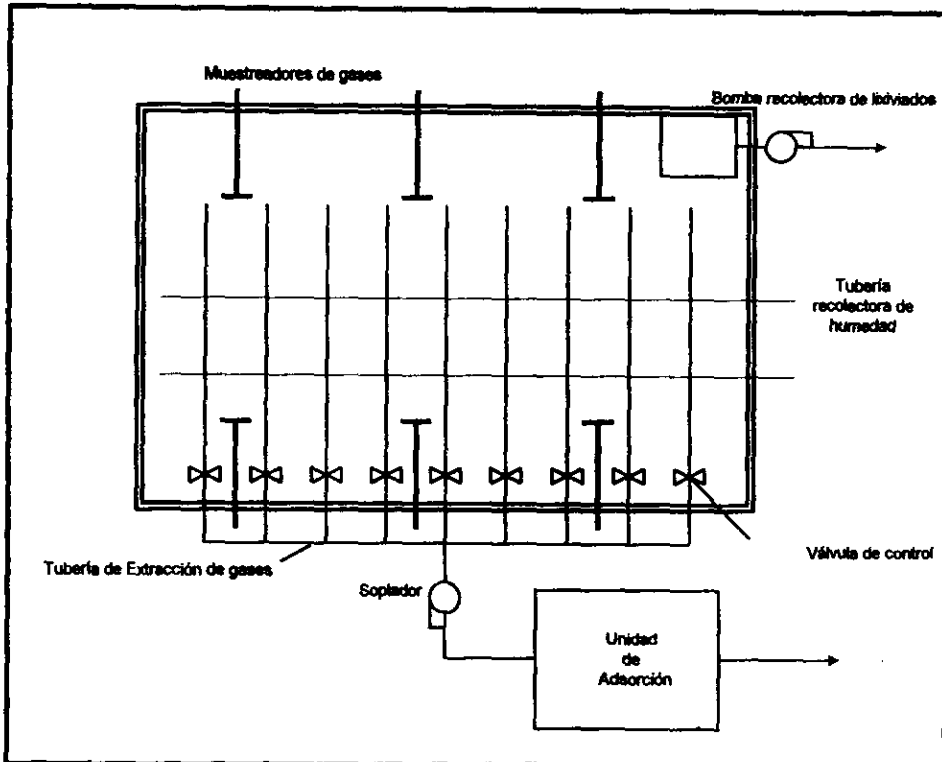 Muestreadores de gases
Bomba recolectora de lixiviados
Tubería
recolectora de
humedad
Válvula de control
Tubería de Extracción de gases
Soplador
Unidad
de
Adsorción